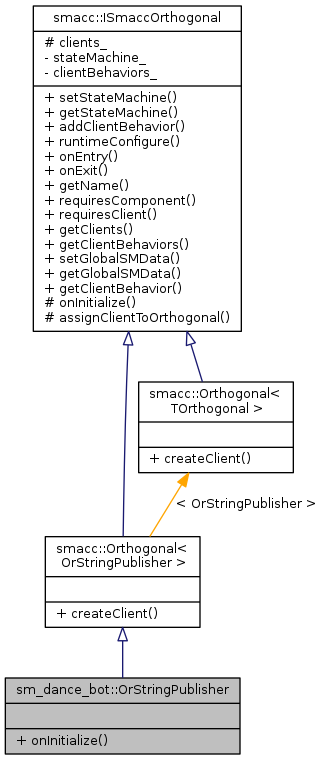 smacc::ISmaccOrthogonal
# clients_
- stateMachine_
- clientBehaviors_
+ setStateMachine()
+ getStateMachine()
+ addClientBehavior()
+ runtimeConfigure()
+ onEntry()
+ onExit()
+ getName()
+ requiresComponent()
+ requiresClient()
+ getClients()
+ getClientBehaviors()
+ setGlobalSMData()
+ getGlobalSMData()
+ getClientBehavior()
# onInitialize()
# assignClientToOrthogonal()
smacc::Orthogonal<
TOrthogonal >
+ createClient()
< OrStringPublisher >
smacc::Orthogonal<
OrStringPublisher >
+ createClient()
sm_dance_bot::OrStringPublisher
+ onInitialize()